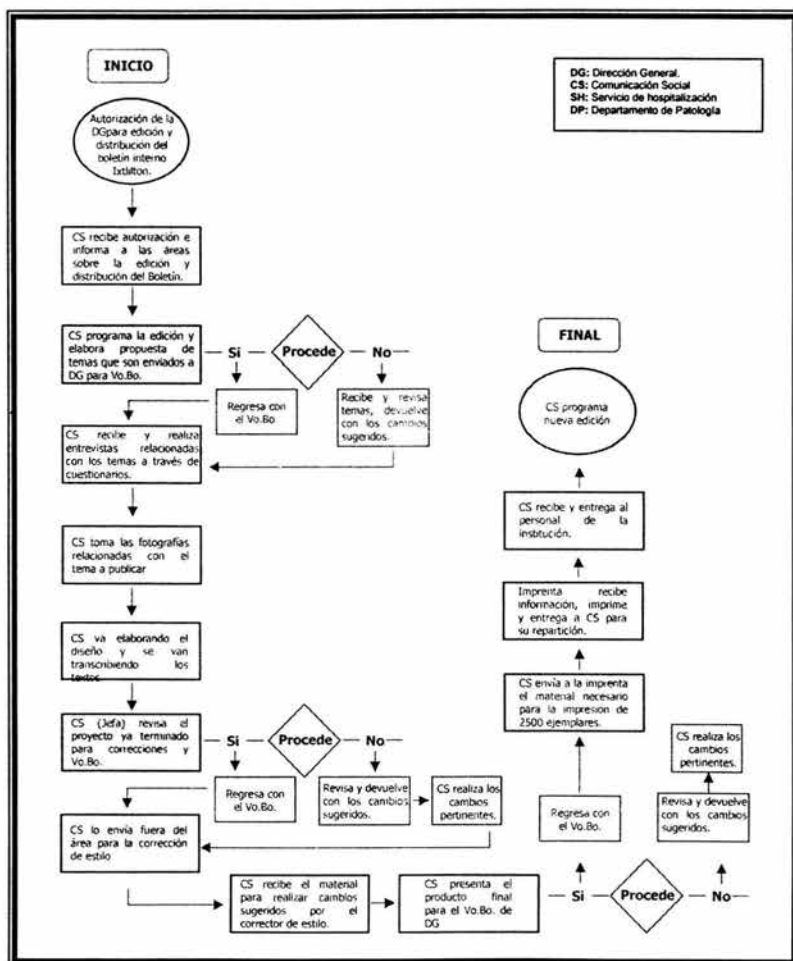 INICIO
DG: Dirección General.
CS: Comunicación Social
SH: Servicio de hospitalización
DP: Departamento de Patología
Autorización de la
DGpara edición y
distribución del
boletín interno
Ixtlilton.
CS recibe autorización e
informa a las áreas
sobre la edición y
distribución del Boletín.
CS programa la edición y
elabora propuesta de
temas que son enviados a
DG para Vo.Bo.
Si
Procede
No
Regresa con
el Vo.Bo
Recibe y revisa
temas, devuelve
con los cambios
sugeridos.
CS recibe y realiza
entrevistas relacionadas
con los temas a través de
cuestionarios.
CS toma las fotografías
relacionadas con el
tema a publicar
CS va elaborando el
diseño y se van
transcribiendo los
textos
CS (Jefa) revisa el
proyecto ya terminado
para correcciones y
Vo.Bo.
Si
Procede
No
Regresa con
el Vo.Bo.
Revisa y devuelve
con los cambios
sugeridos.
CS realiza los
cambios
pertinentes.
CS lo envía fuera del
área para la corrección
de estilo
CS recibe el material
para realizar cambios
sugeridos por el
corrector de estilo.
CS presenta el
producto final
para el Vo.Bo. de
DG
Si
Procede
No
Regresa con
el Vo.Bo.
Revisa y devuelve
con los cambios
sugeridos.
CS realiza los
cambios
pertinentes.
CS envía a la imprenta
el material necesario
para la impresión de
2500 ejemplares.
Imprenta recibe
información, imprime
y entrega a CS para
su repartición.
CS recibe y entrega al
personal de la
institución.
CS programa
nueva edición
FINAL